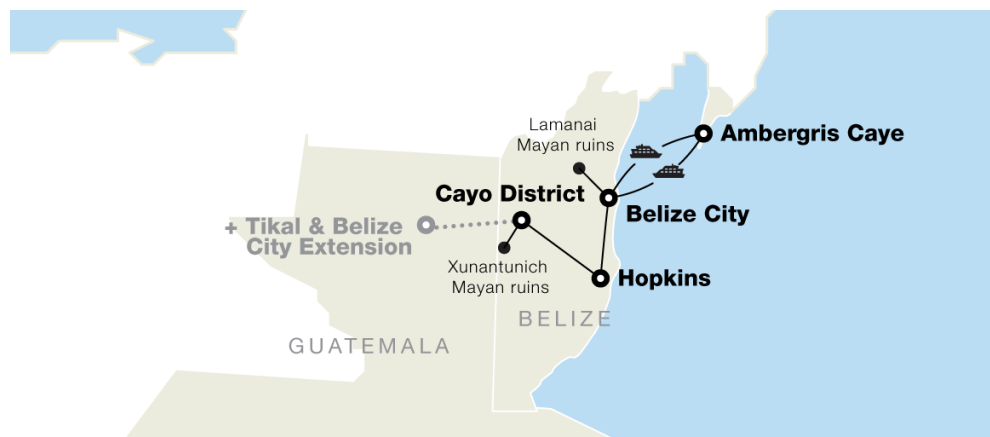 Lamanai
Mayan ruins
Ambergris Caye
Cayo District
Belize City
+ Tikal & Belize
City Extension
Xunantunich
Mayan ruins
Hopkins
BELIZE
GUATEMALA